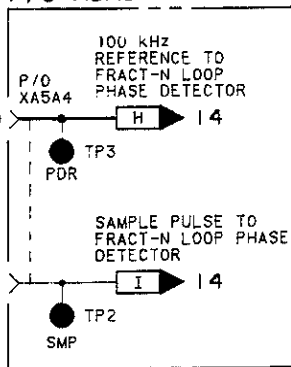 100 kHz
REFERENCE TO
FRACT-N LOOP
PHASE DETECTOR
P/O
XA5A4
H 14
TP3
PDR
SAMPLE PULSE TO
FRACT-N LOOP PHASE
DETECTOR
I 14
TP2
SMP